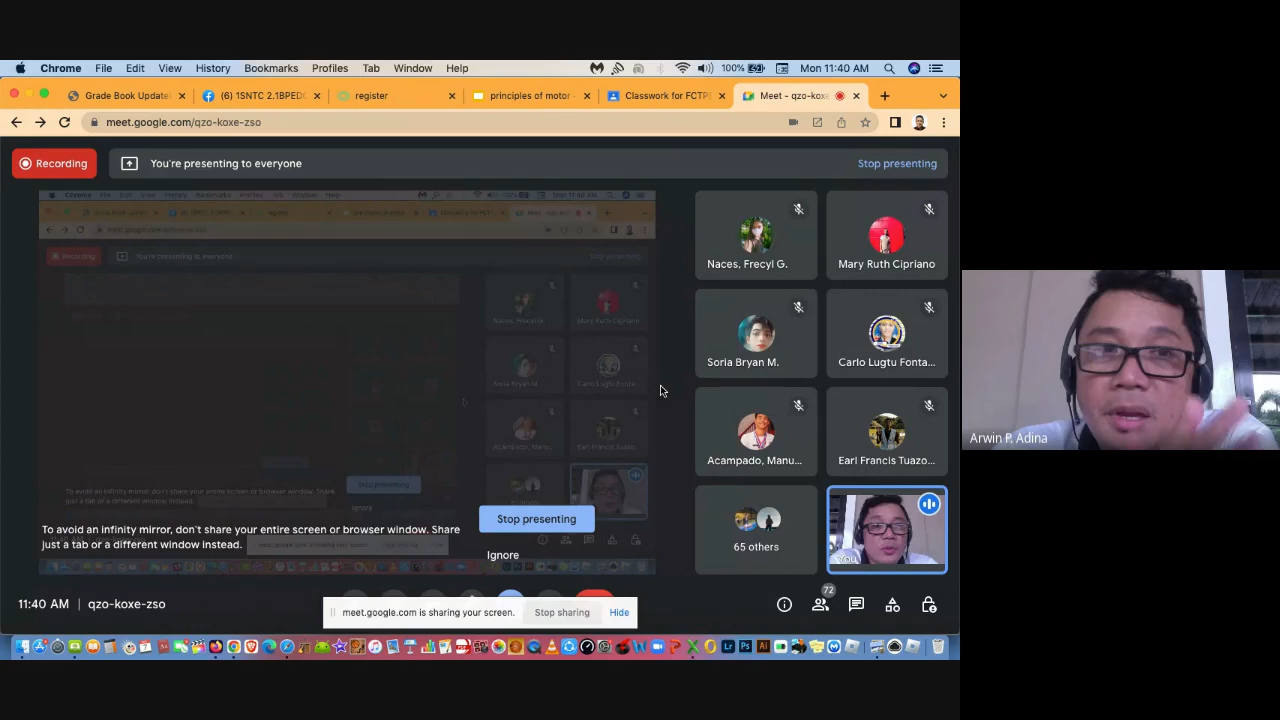 Chrome File Edit View History Bookmarks Profiles Tab Window Help 100% Mon 11:40 AM
Grade Book Update (6) 1SNTC 2.1BPED register principles of motor Classwork for FCTP Meet - qzo-koxe
meet.google.com/qzo-koxe-zso
Recording You're presenting to everyone Stop presenting
Naces, Frecyl G. Mary Ruth Cipriano
Soria Bryan M. Carlo Lugtu Fonta...
Acampado, Manu... Earl Francis Tuazo...
Arwin P. Adina
To avoid an infinity mirror, don't share your entire screen or browser window. Share
just a tab or a different window instead.
Stop presenting
Ignore
65 others
You
72
11:40 AM | qzo-koxe-zso
meet.google.com is sharing your screen. Stop sharing Hide